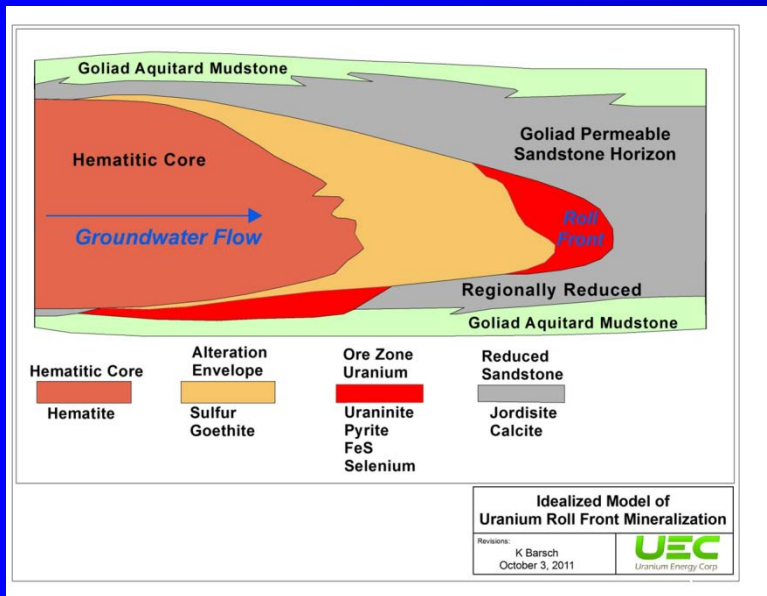 Goliad Aquitard Mudstone
Goliad Permeable
Sandstone Horizon
Hematitic Core
Groundwater Flow
Roll
Front
Regionally Reduced
Goliad Aquitard Mudstone
Hematitic Core
Hematite
Alteration
Envelope
Sulfur
Goethite
Ore Zone
Uranium
Uraninite
Pyrite
FeS
Selenium
Reduced
Sandstone
Jordisite
Calcite
Idealized Model of
Uranium Roll Front Mineralization
Revisions:
K Barsch
October 3, 2011
UEC
Uranium Energy Corp